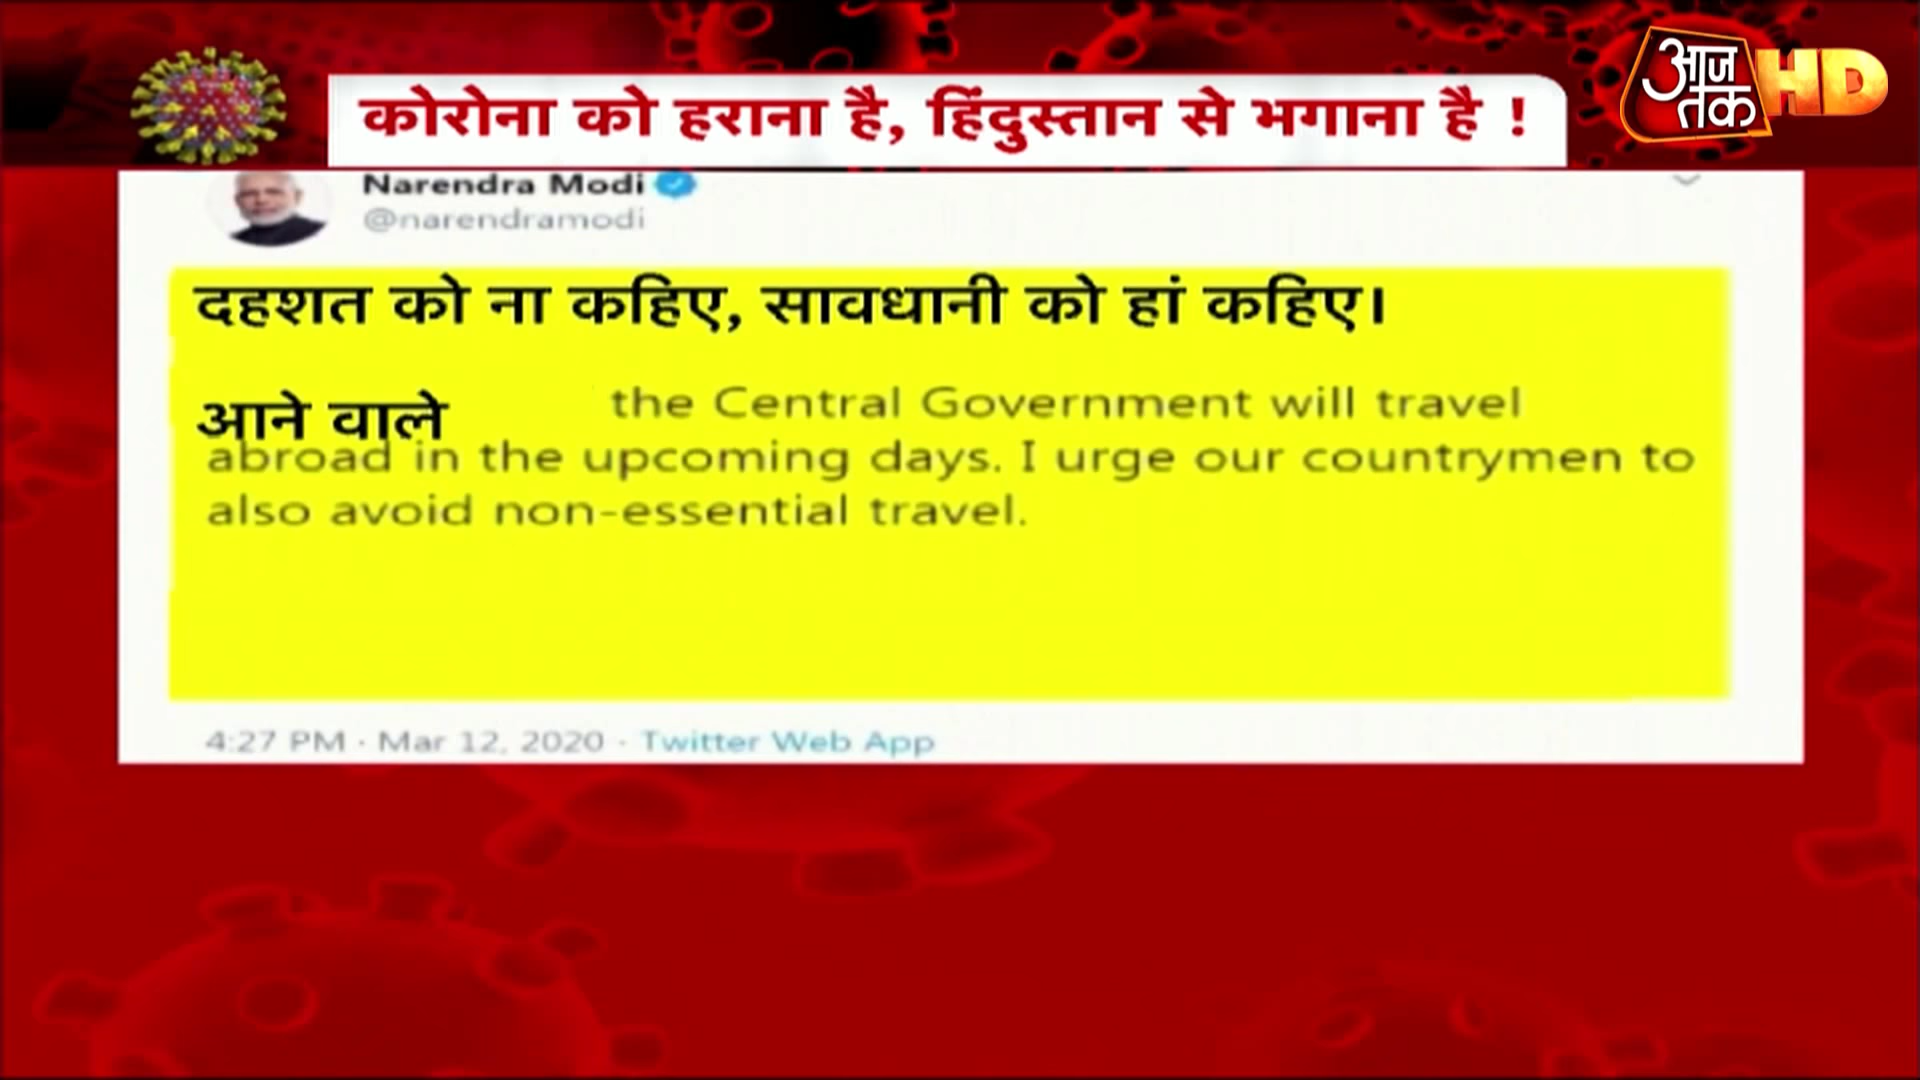 कोरोना को हराना है, हिंदुस्तान से भगाना है !
आज
तक
HD
Narendra Modi
@narendramodi
दहशत को ना कहिए, सावधानी को हां कहिए।
आने वाले
the Central Government will travel
abroad in the upcoming days. I urge our countrymen to
also avoid non-essential travel.
4:27 PM · Mar 12, 2020 · Twitter Web App